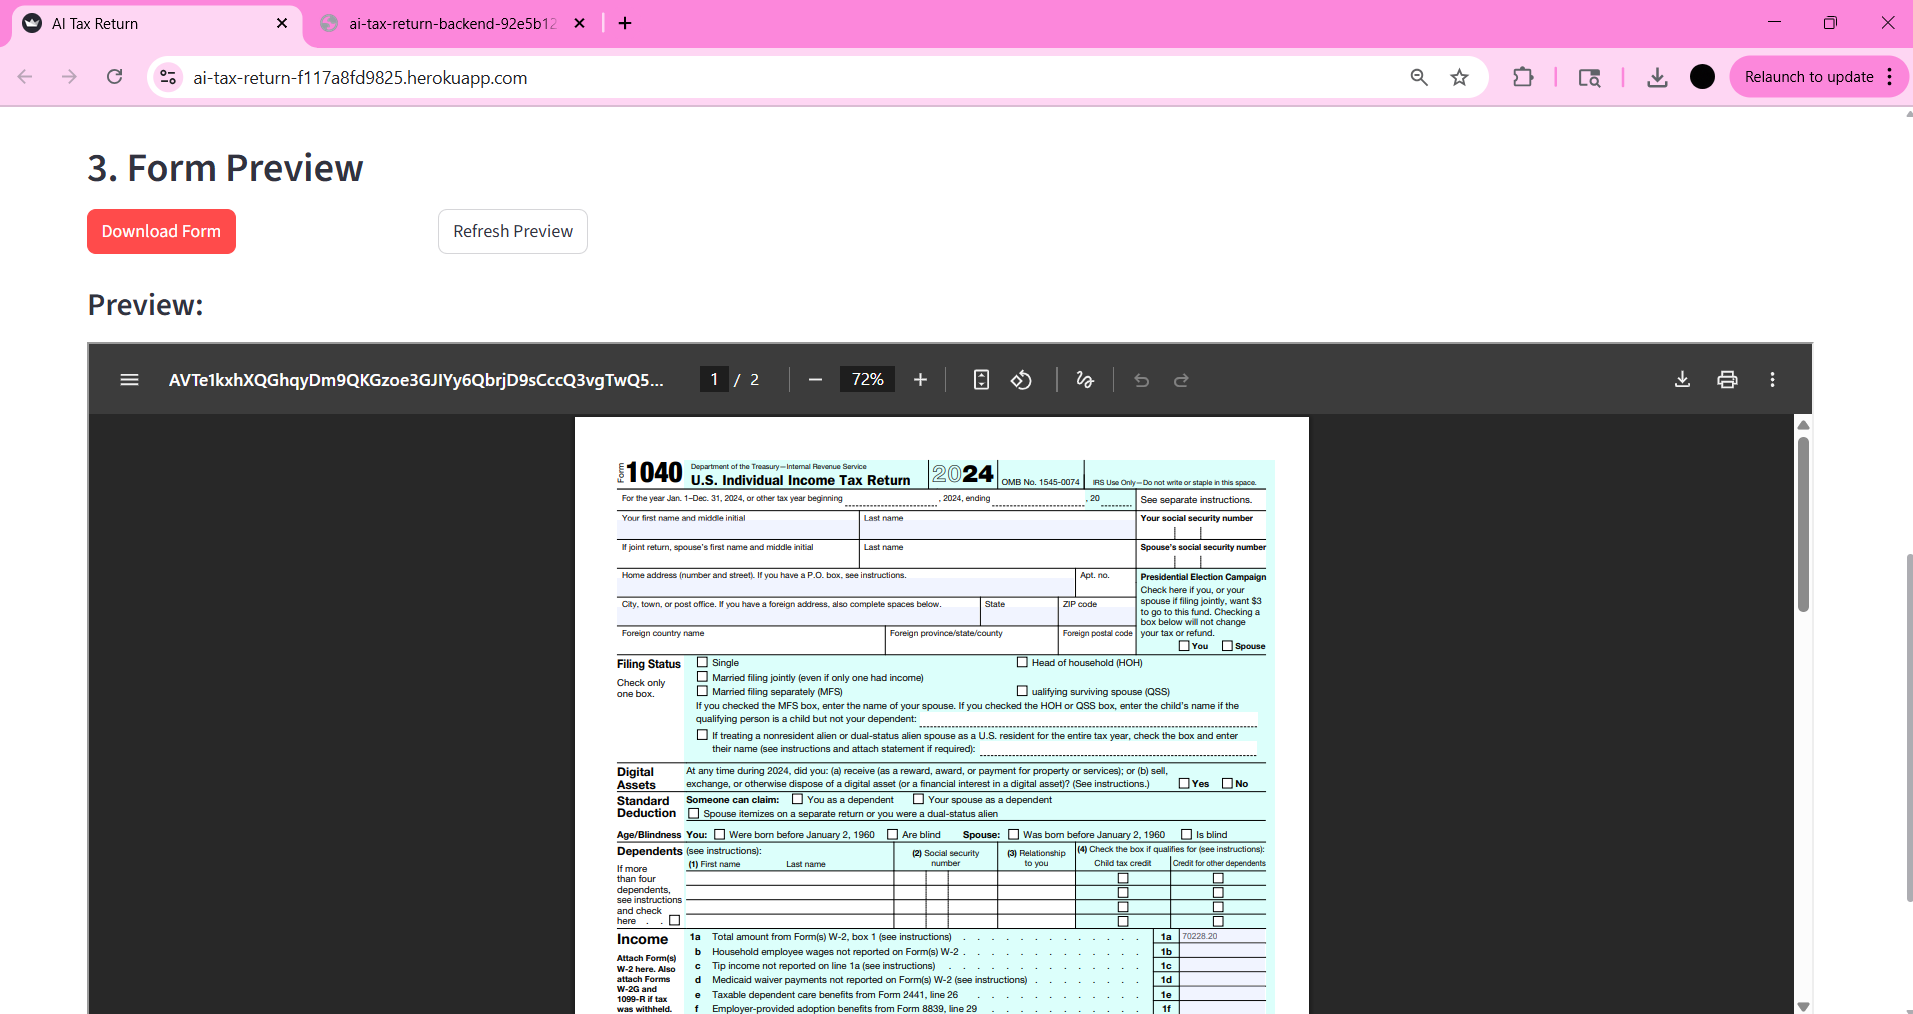 AI Tax Return
ai-tax-return-backend-92e5b12
ai-tax-return-f117a8fd9825.herokuapp.com
Relaunch to update
3. Form Preview
Download Form
Refresh Preview
Preview:
AVTe1kxhXQGhqyDm9QKGzoe3GJIYy6QbrjD9sCccQ3vgTwQ5...
1 / 2
72%
Form 1040
Department of the Treasury—Internal Revenue Service
U.S. Individual Income Tax Return
2024
OMB No. 1545-0074
IRS Use Only—Do not write or staple in this space.
For the year Jan. 1–Dec. 31, 2024, or other tax year beginning , 2024, ending , 20
See separate instructions.
Your first name and middle initial
Last name
Your social security number
If joint return, spouse's first name and middle initial
Last name
Spouse's social security number
Home address (number and street). If you have a P.O. box, see instructions.
Apt. no.
City, town, or post office. If you have a foreign address, also complete spaces below.
State
ZIP code
Foreign country name
Foreign province/state/county
Foreign postal code
Presidential Election Campaign
Check here if you, or your
spouse if filing jointly, want $3
to go to this fund. Checking a
box below will not change
your tax or refund.
You
Spouse
Filing Status
Check only
one box.
Single
Head of household (HOH)
Married filing jointly (even if only one had income)
Married filing separately (MFS)
ualifying surviving spouse (QSS)
If you checked the MFS box, enter the name of your spouse. If you checked the HOH or QSS box, enter the child's name if the
qualifying person is a child but not your dependent:
If treating a nonresident alien or dual-status alien spouse as a U.S. resident for the entire tax year, check the box and enter
their name (see instructions and attach statement if required):
Digital
Assets
At any time during 2024, did you: (a) receive (as a reward, award, or payment for property or services); or (b) sell,
exchange, or otherwise dispose of a digital asset (or a financial interest in a digital asset)? (See instructions.)
Yes
No
Standard
Deduction
Someone can claim:
You as a dependent
Your spouse as a dependent
Spouse itemizes on a separate return or you were a dual-status alien
Age/Blindness
You:
Were born before January 2, 1960
Are blind
Spouse:
Was born before January 2, 1960
Is blind
Dependents (see instructions):
If more
than four
dependents,
see instructions
and check
here . .
(1) First name
Last name
(2) Social security
number
(3) Relationship
to you
(4) Check the box if qualifies for (see instructions):
Child tax credit
Credit for other dependents
Income
Attach Form(s)
W-2 here. Also
attach Forms
W-2G and
1099-R if tax
was withheld.
1a Total amount from Form(s) W-2, box 1 (see instructions) 1a 70228.20
b Household employee wages not reported on Form(s) W-2 1b
c Tip income not reported on line 1a (see instructions) 1c
d Medicaid waiver payments not reported on Form(s) W-2 (see instructions) 1d
e Taxable dependent care benefits from Form 2441, line 26 1e
f Employer-provided adoption benefits from Form 8839, line 29 1f